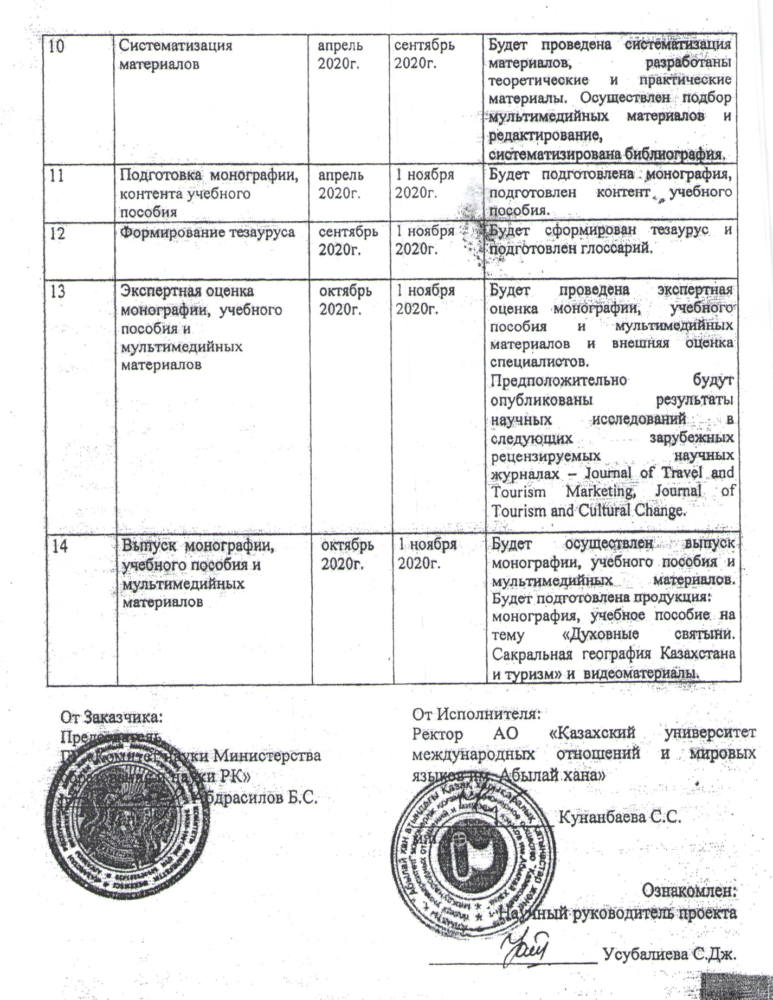 10
Систематизация
материалов
апрель
2020г.
сентябрь
2020г.
Будет проведена систематизация
материалов, разработаны
теоретические и практические
материалы. Осуществлен подбор
мультимедийных материалов и
редактирование,
систематизирована библиография.
11
Подготовка монографии,
контента учебного
пособия
апрель
2020г.
1 ноября
2020г.
Будет подготовлена монография,
подготовлен контент учебного
пособия.
12
Формирование тезауруса
сентябрь
2020г.
1 ноября
2020г.
Будет сформирован тезаурус и
подготовлен глоссарий.
13
Экспертная оценка
монографии, учебного
пособия и
мультимедийных
материалов
октябрь
2020г.
1 ноября
2020г.
Будет проведена экспертная
оценка монографии, учебного
пособия и мультимедийных
материалов и внешняя оценка
специалистов.
Предположительно будут
опубликованы результаты
научных исследований в
следующих зарубежных
рецензируемых научных
журналах – Journal of Travel and
Tourism Marketing, Journal of
Tourism and Cultural Change.
14
Выпуск монографии,
учебного пособия и
мультимедийных
материалов
октябрь
2020г.
1 ноября
2020г.
Будет осуществлен выпуск
монографии, учебного пособия и
мультимедийных материалов.
Будет подготовлена продукция:
монография, учебное пособие на
тему «Духовные святыни.
Сакральная география Казахстана
и туризм» и видеоматериалы.
От Заказчика:
Председатель
ГУ «Комитет науки Министерства
образования и науки РК»
Абдрасилов Б.С.
От Исполнителя:
Ректор АО «Казахский университет
международных отношений и мировых
языков им. Абылай хана»
Кунанбаева С.С.
Ознакомлен:
Научный руководитель проекта
Усубалиева С.Дж.